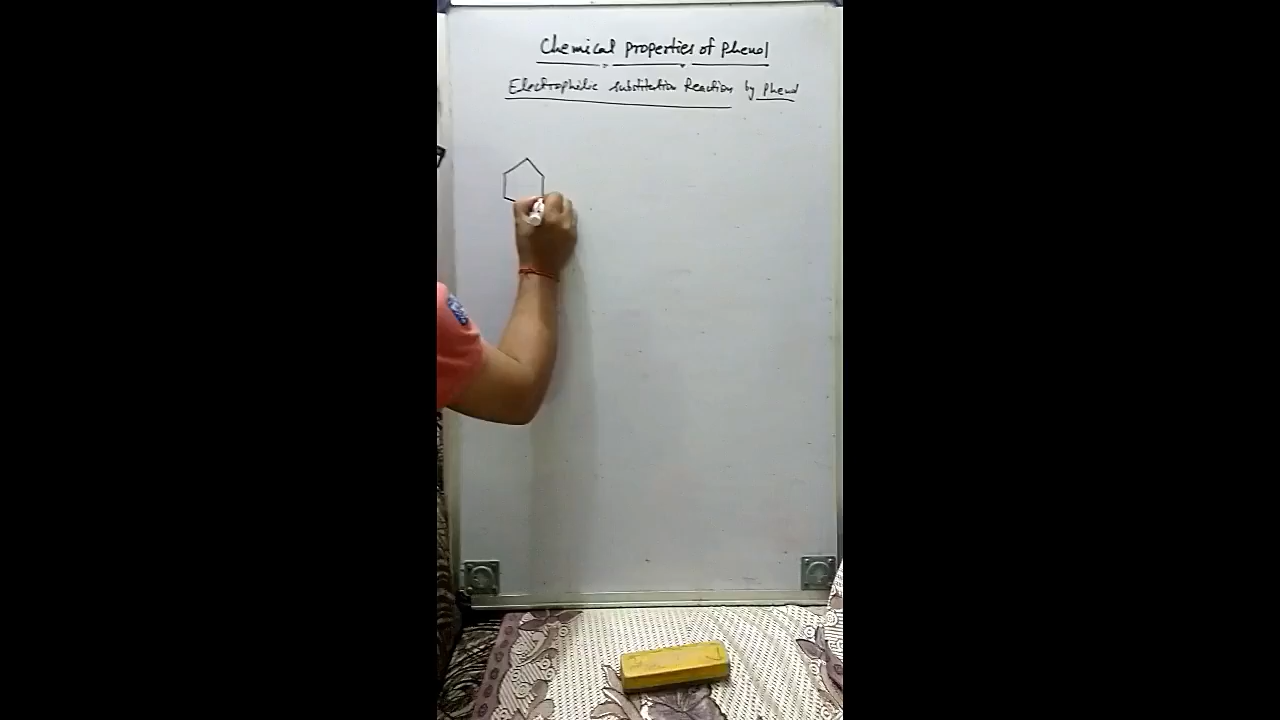 Chemical properties of phenol
Electrophilic substitution Reaction by phenol